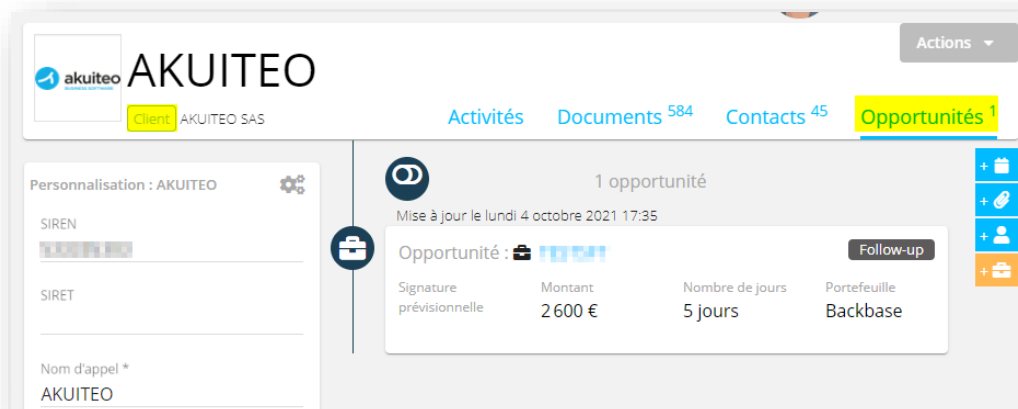 akuiteo
BUSINESS SOFTWARE
AKUITEO
Client AKUITEO SAS
Actions
Activités Documents 584 Contacts 45 Opportunités 1
Personnalisation : AKUITEO
SIREN
SIRET
Nom d'appel *
AKUITEO
1 opportunité
Mise à jour le lundi 4 octobre 2021 17:35
Opportunité :
Follow-up
Signature prévisionnelle
Montant
2 600 €
Nombre de jours
5 jours
Portefeuille
Backbase
+
+
+
+